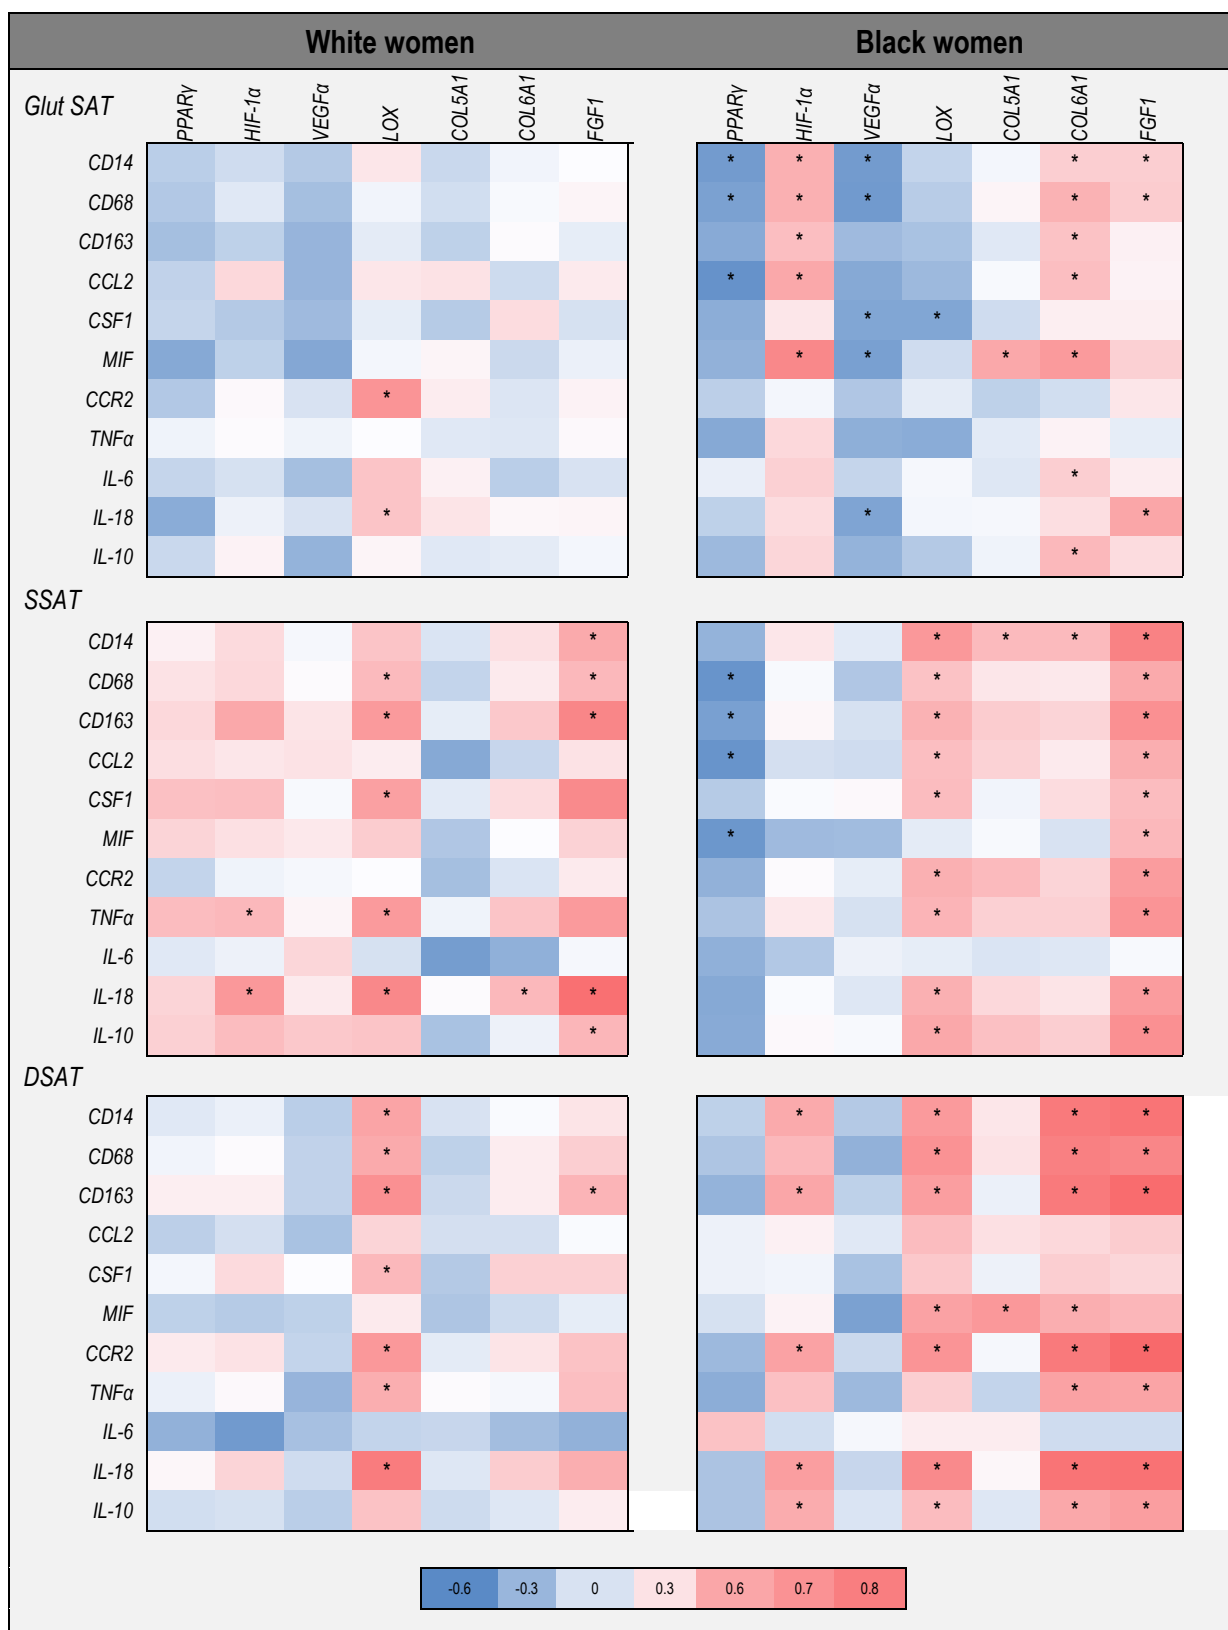 White women Black women
Glut SAT PPARγ HIF-1α VEGFα LOX COL5A1 COL6A1 FGF1 PPARγ HIF-1α VEGFα LOX COL5A1 COL6A1 FGF1
CD14 * * * * *
CD68 * * * * *
CD163 * *
CCL2 * * *
CSF1 * *
MIF * * * *
CCR2 *
TNFα
IL-6 *
IL-18 * * *
IL-10 *
SSAT
CD14 * * * * *
CD68 * * * * *
CD163 * * * * *
CCL2 * * *
CSF1 * * *
MIF * *
CCR2 * *
TNFα * * * *
IL-6
IL-18 * * * * * *
IL-10 * * *
DSAT
CD14 * * * * *
CD68 * * * *
CD163 * * * * * *
CCL2
CSF1 *
MIF * * *
CCR2 * * * * *
TNFα * * *
IL-6
IL-18 * * * * *
IL-10 * * * *
-0.6 -0.3 0 0.3 0.6 0.7 0.8